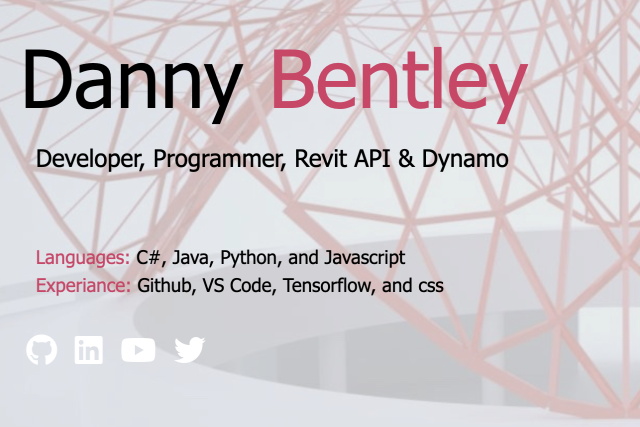 Danny Bentley
Developer, Programmer, Revit API & Dynamo
Languages: C#, Java, Python, and Javascript
Experiance: Github, VS Code, Tensorflow, and css